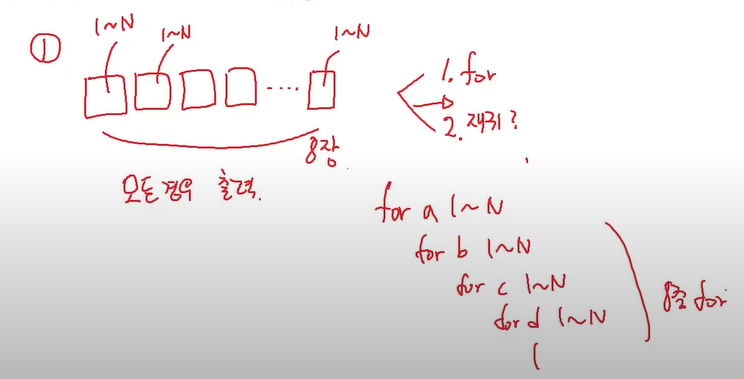 ①
1~N 1~N 1~N
....
1. for
2. 재귀?
8장
모든 경우 출력.
for a 1~N
for b 1~N
for c 1~N
for d 1~N
8중 for